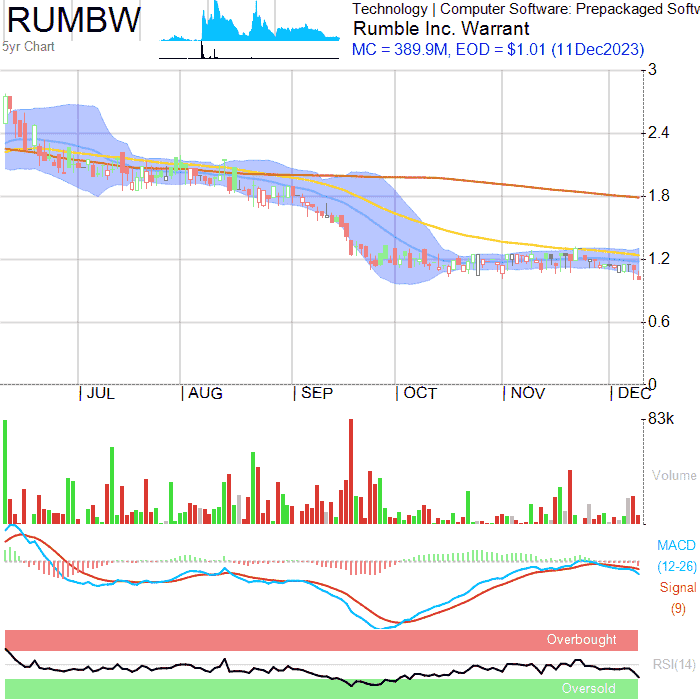 RUMBW
5yr Chart
Technology | Computer Software: Prepackaged Softw
Rumble Inc. Warrant
MC = 389.9M, EOD = $1.01 (11Dec2023)
3
2.4
1.8
1.2
0.6
0
JUL
AUG
SEP
OCT
NOV
DEC
83k
Volume
MACD
(12-26)
Signal
(9)
Overbought
RSI(14)
Oversold